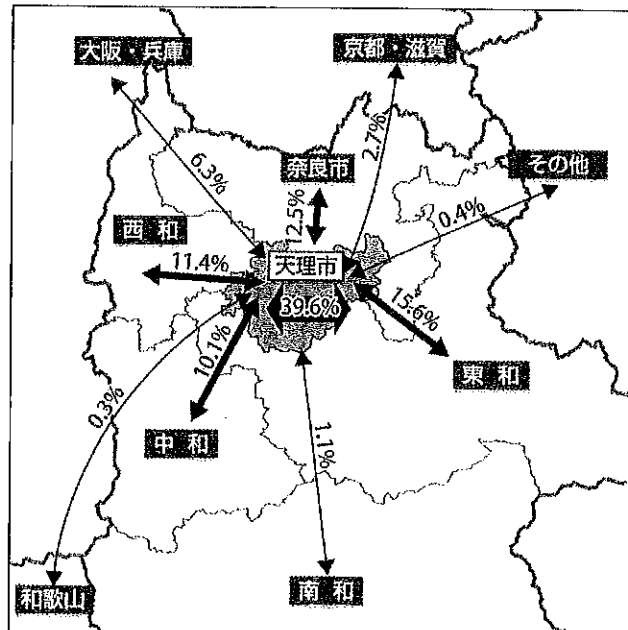 大阪・兵庫
京都・滋賀
6.3%
2.7%
奈良市
その他
12.5%
0.4%
西 和
11.4%
天理市
39.6%
15.6%
10.1%
東 和
0.3%
中 和
1.1%
和歌山
南 和